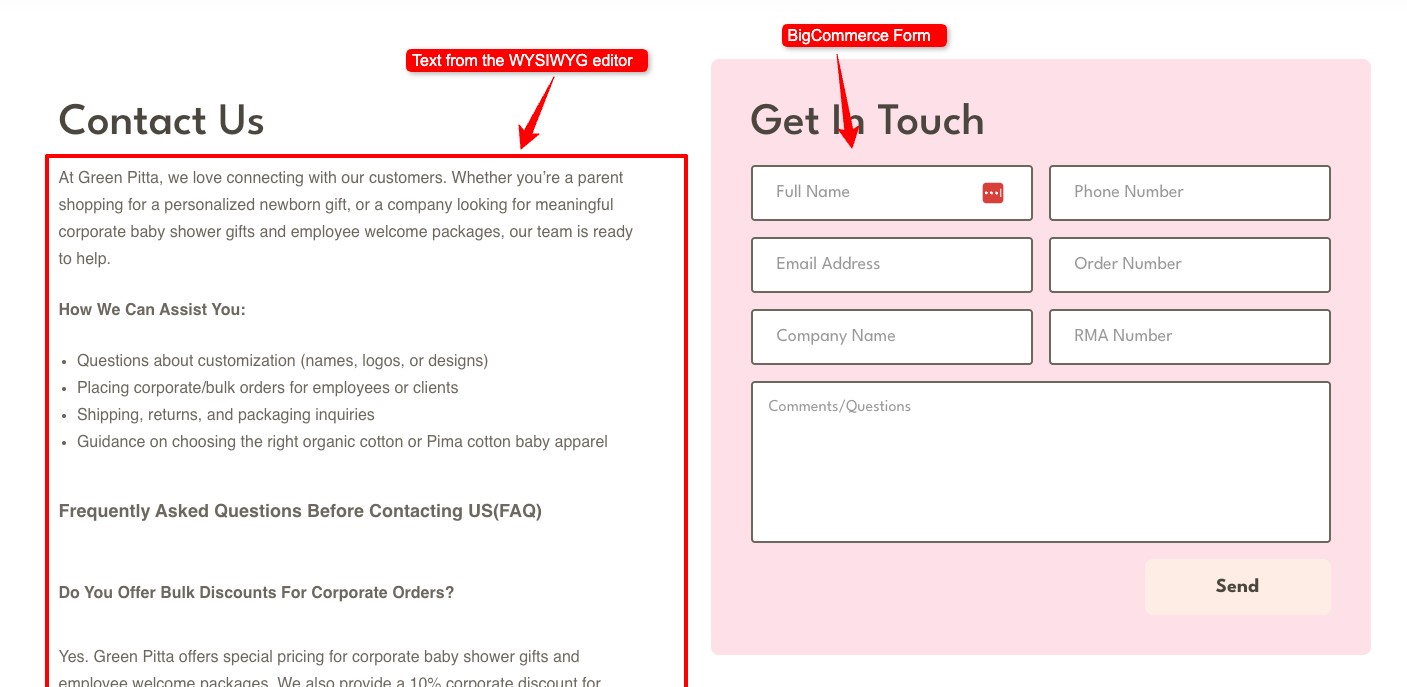 Text from the WYSIWYG editor
Contact Us
At Green Pitta, we love connecting with our customers. Whether you’re a parent
shopping for a personalized newborn gift, or a company looking for meaningful
corporate baby shower gifts and employee welcome packages, our team is ready
to help.
How We Can Assist You:
• Questions about customization (names, logos, or designs)
• Placing corporate/bulk orders for employees or clients
• Shipping, returns, and packaging inquiries
• Guidance on choosing the right organic cotton or Pima cotton baby apparel
Frequently Asked Questions Before Contacting US(FAQ)
Do You Offer Bulk Discounts For Corporate Orders?
Yes. Green Pitta offers special pricing for corporate baby shower gifts and
employee welcome packages. We also provide a 10% corporate discount for
BigCommerce Form
Get In Touch
Full Name
Phone Number
Email Address
Order Number
Company Name
RMA Number
Comments/Questions
Send